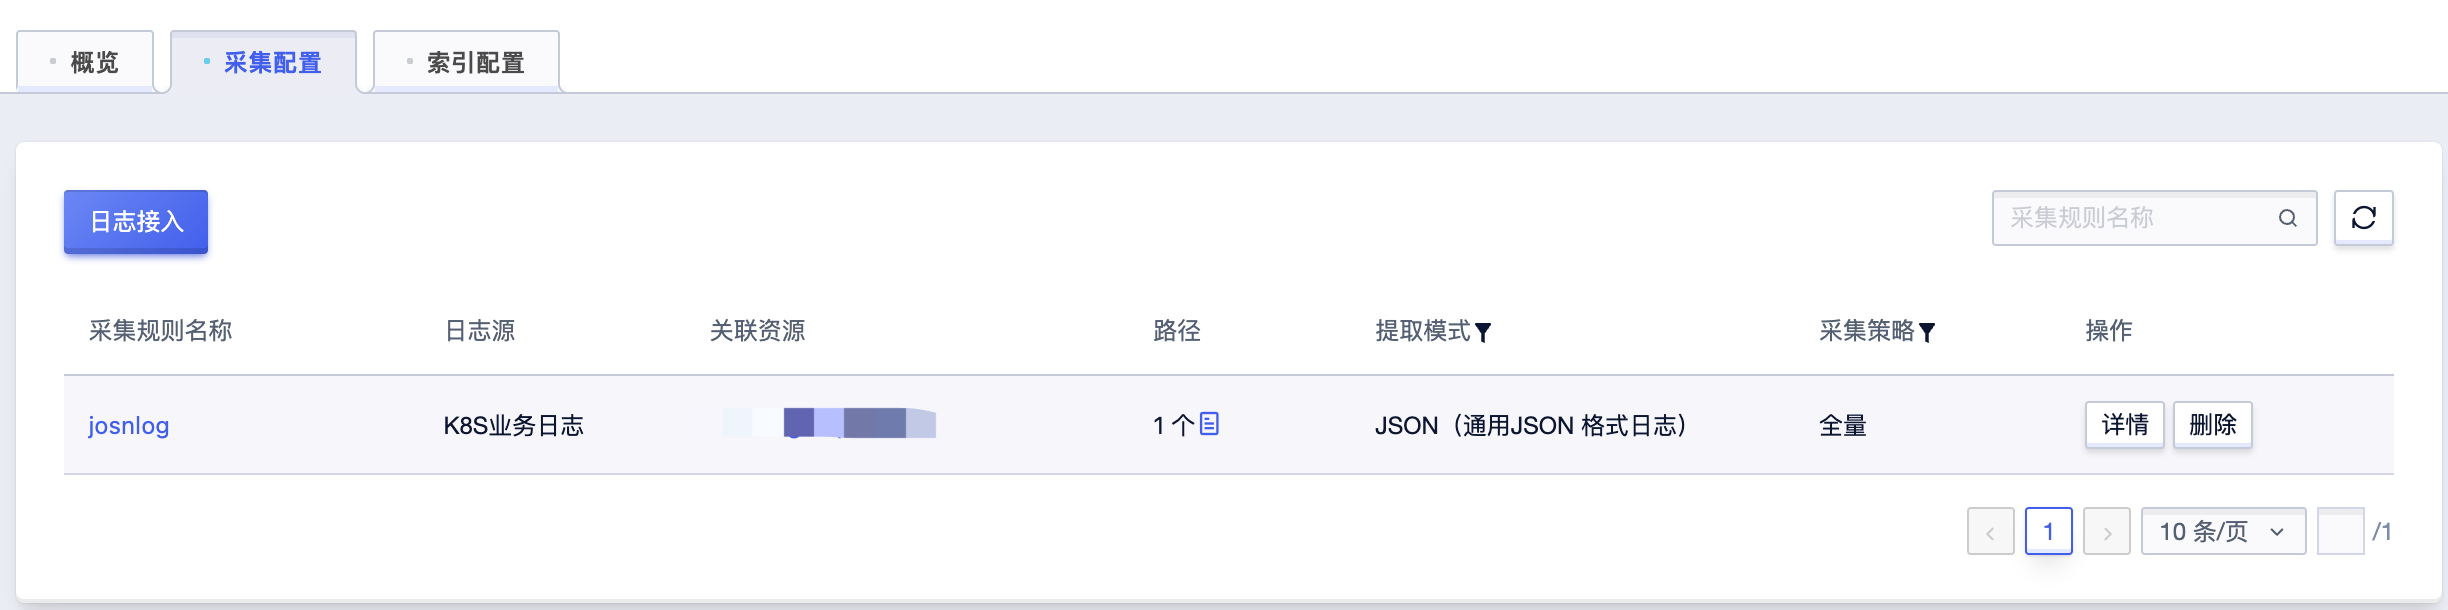 概览 采集配置 索引配置
日志接入 采集规则名称
采集规则名称 日志源 关联资源 路径 提取模式 采集策略 操作
josnlog K8S业务日志 1 个 JSON（通用JSON 格式日志） 全量 详情 删除
1 10 条/页 /1